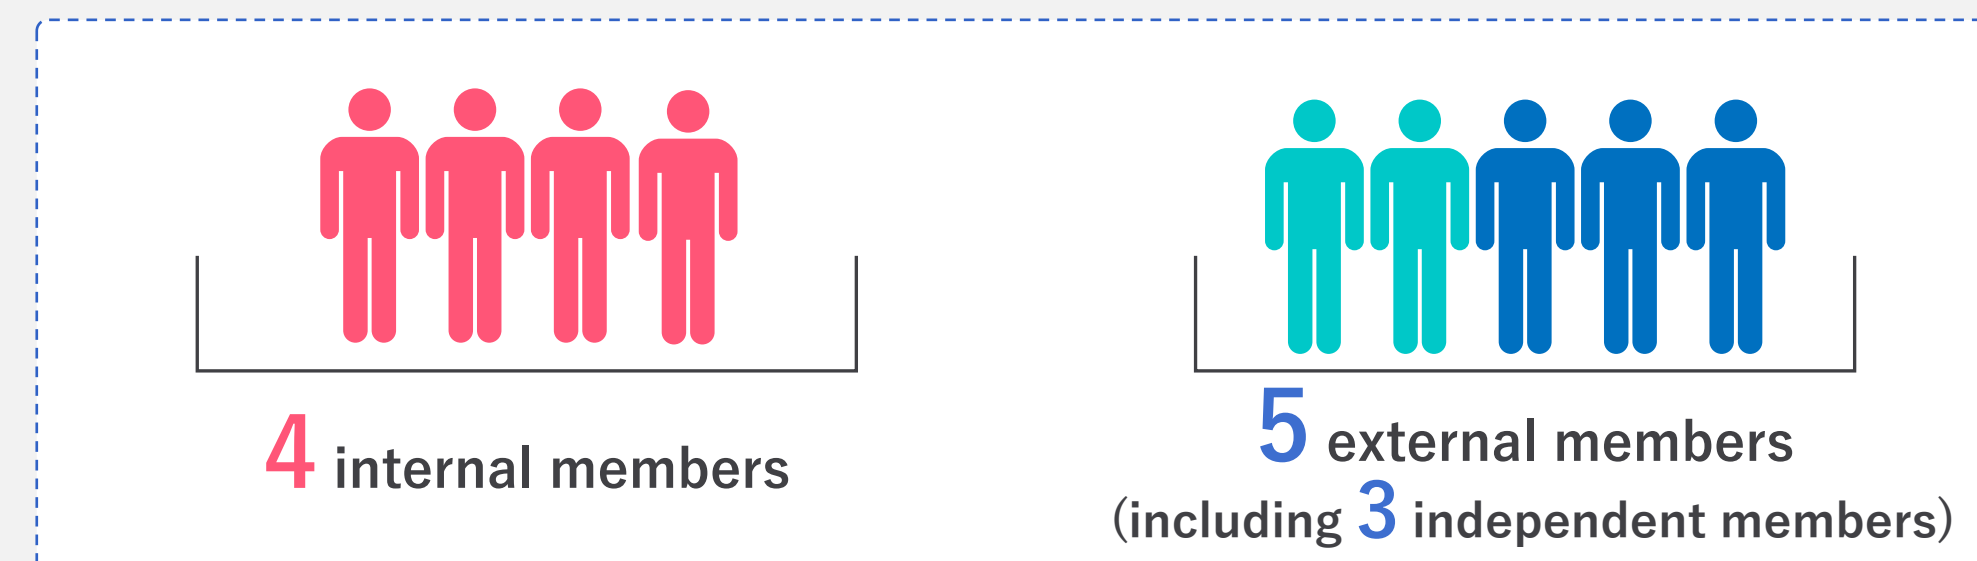 4 internal members
5 external members
(including 3 independent members)